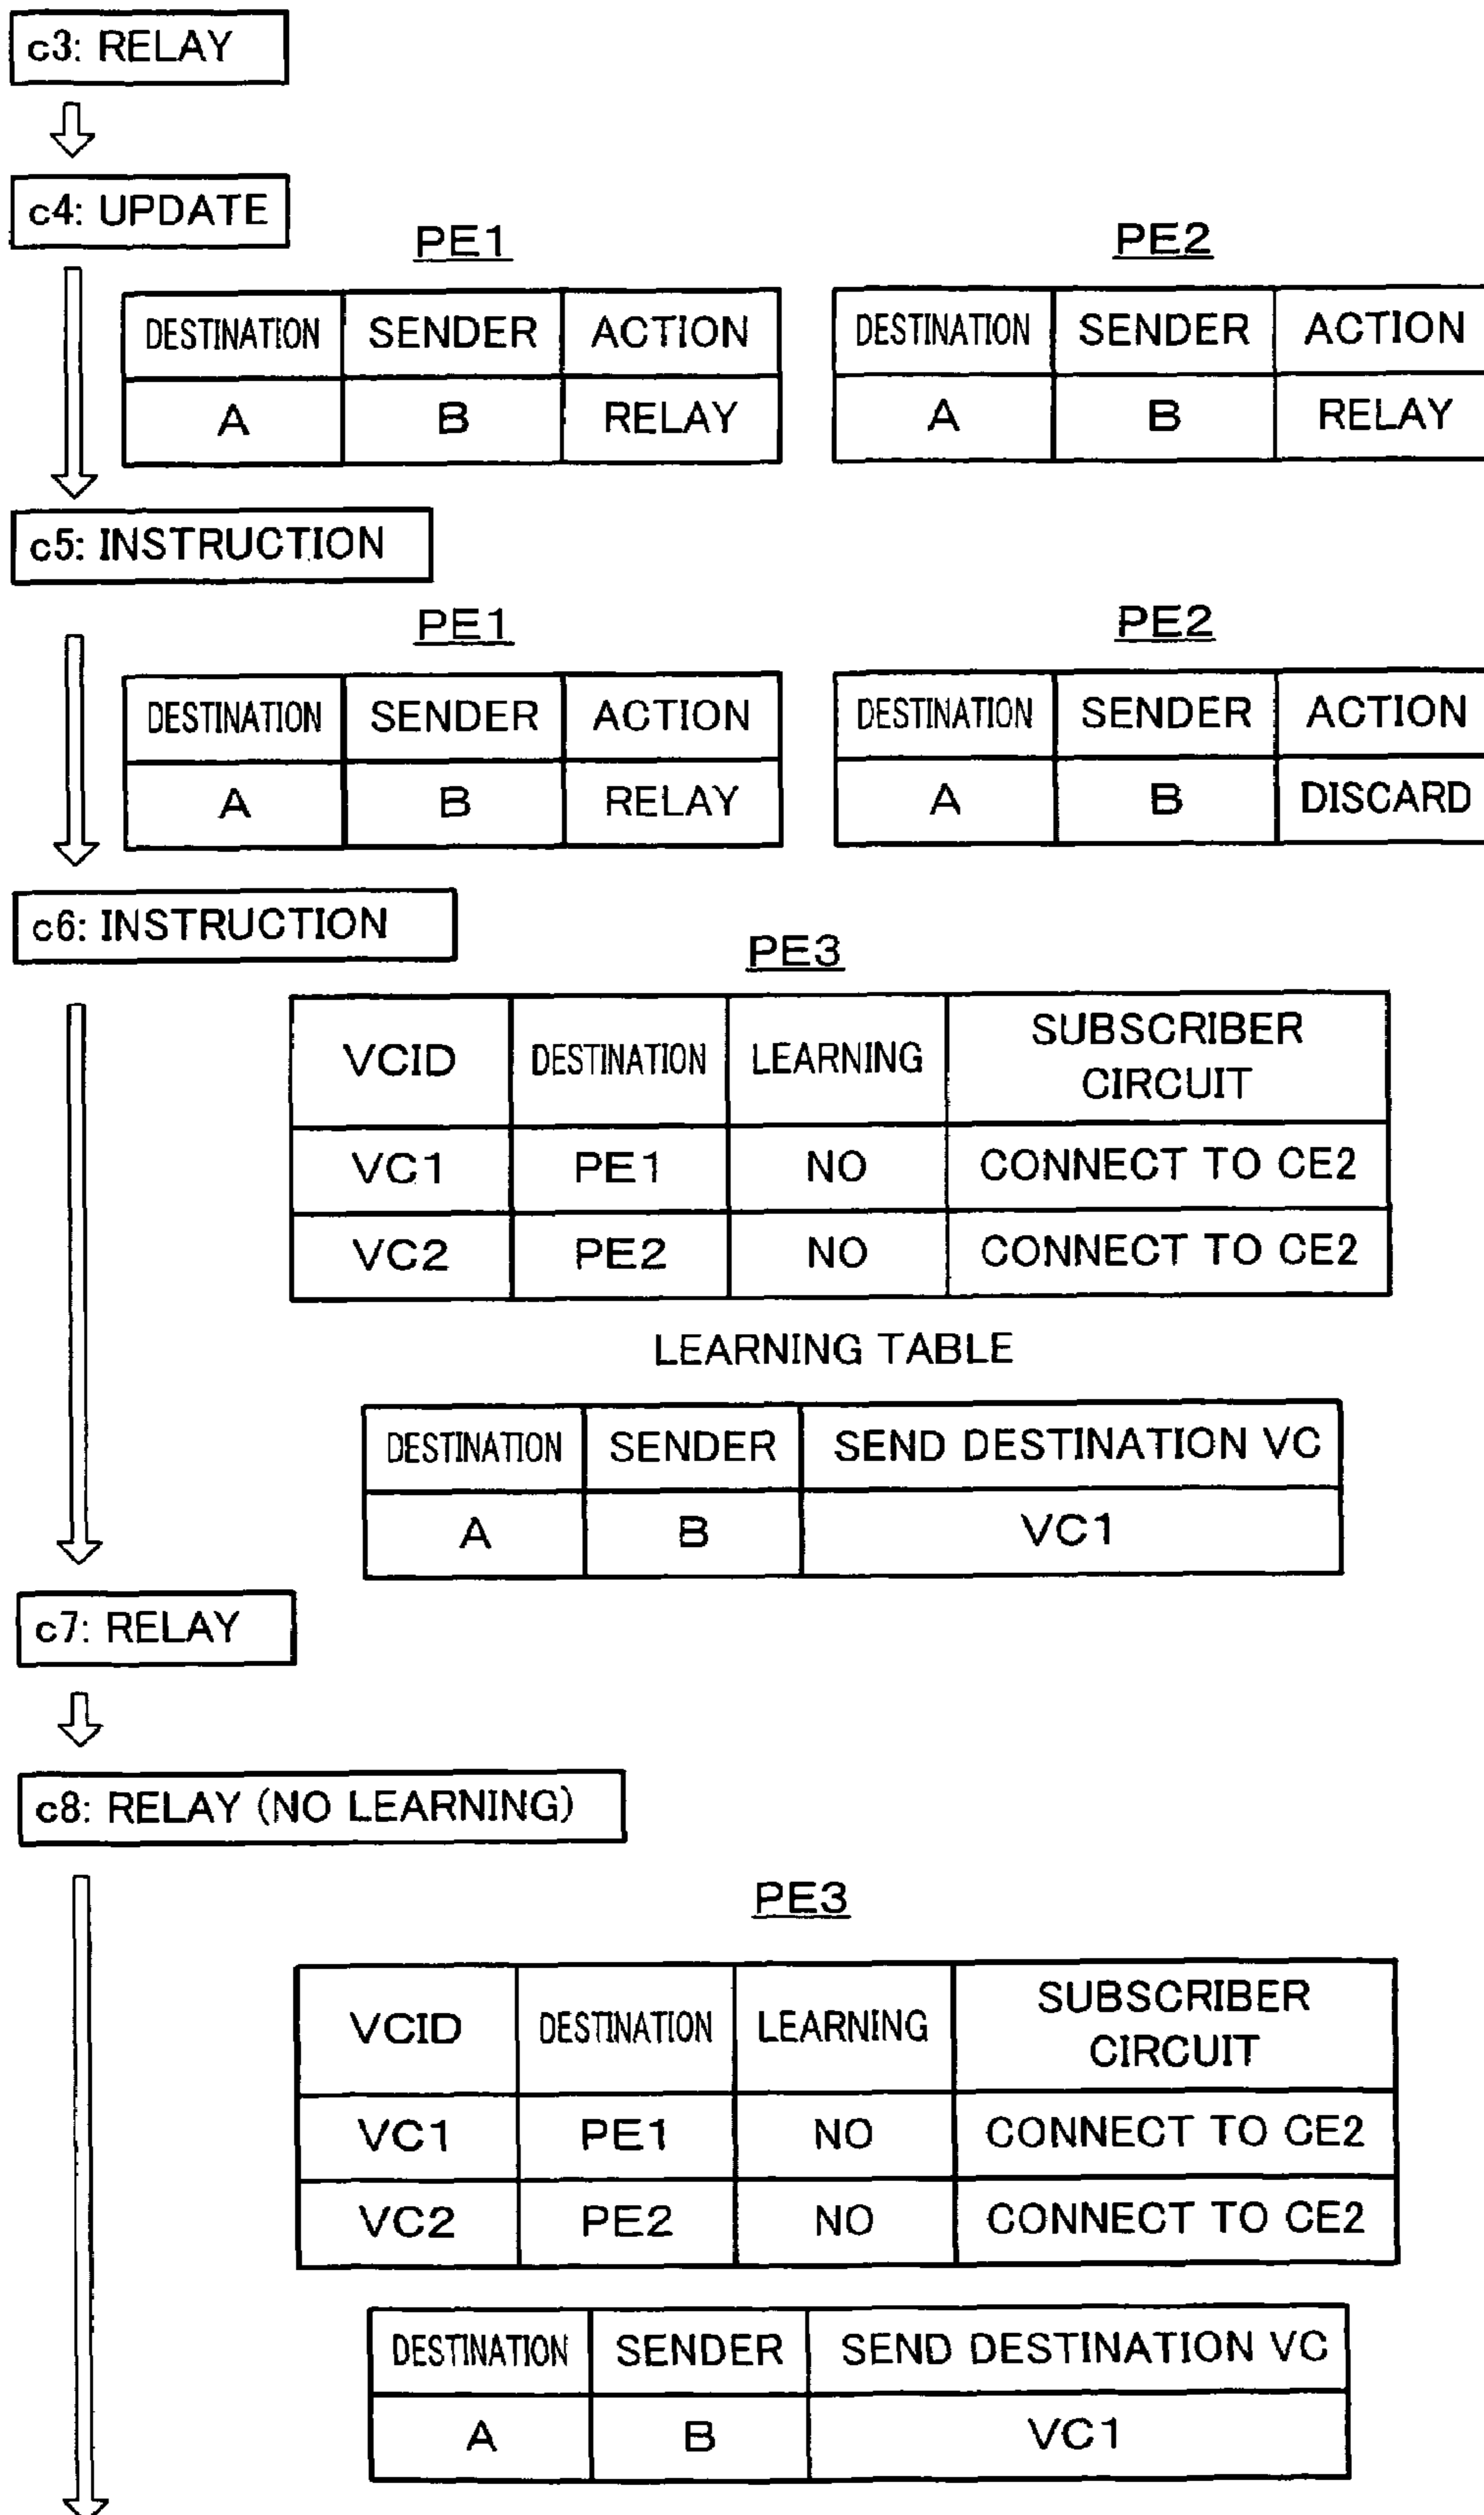 c3: RELAY
c4: UPDATE
PE1 PE2
DESTINATION SENDER ACTION DESTINATION SENDER ACTION
A B RELAY A B RELAY
c5: INSTRUCTION
PE1 PE2
DESTINATION SENDER ACTION DESTINATION SENDER ACTION
A B RELAY A B DISCARD
c6: INSTRUCTION
PE3
VCID DESTINATION LEARNING SUBSCRIBER CIRCUIT
VC1 PE1 NO CONNECT TO CE2
VC2 PE2 NO CONNECT TO CE2
LEARNING TABLE
DESTINATION SENDER SEND DESTINATION VC
A B VC1
c7: RELAY
c8: RELAY (NO LEARNING)
PE3
VCID DESTINATION LEARNING SUBSCRIBER CIRCUIT
VC1 PE1 NO CONNECT TO CE2
VC2 PE2 NO CONNECT TO CE2
DESTINATION SENDER SEND DESTINATION VC
A B VC1